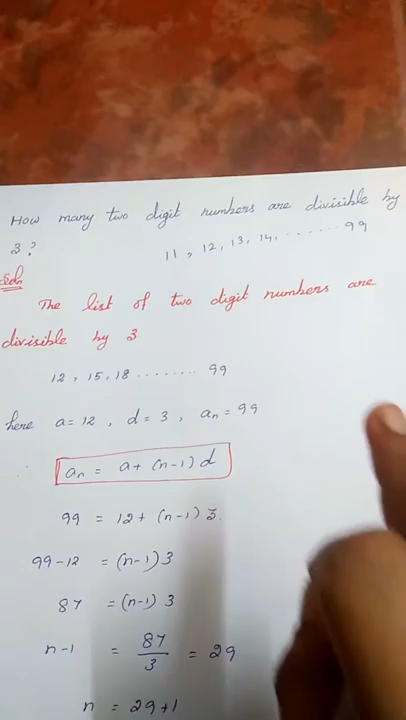 How many two digit numbers are divisible by
3?
11, 12, 13, 14, ........ 99
Soln
The list of two digit numbers are
divisible by 3
12, 15, 18 ......... 99
here a = 12, d = 3, an = 99
an = a + (n-1) d
99 = 12 + (n-1) 3.
99-12 = (n-1) 3
87 = (n-1) 3
n-1 = 87/3 = 29
n = 29+1